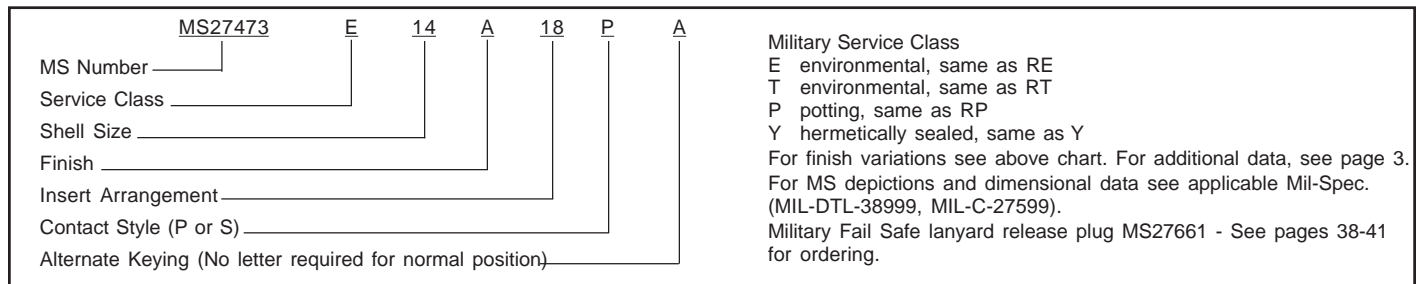 MS27473 E 14 A 18 P A
MS Number
Service Class
Shell Size
Finish
Insert Arrangement
Contact Style (P or S)
Alternate Keying (No letter required for normal position)
Military Service Class
E environmental, same as RE
T environmental, same as RT
P potting, same as RP
Y hermetically sealed, same as Y
For finish variations see above chart. For additional data, see page 3.
For MS depictions and dimensional data see applicable Mil-Spec.
(MIL-DTL-38999, MIL-C-27599).
Military Fail Safe lanyard release plug MS27661 - See pages 38-41
for ordering.